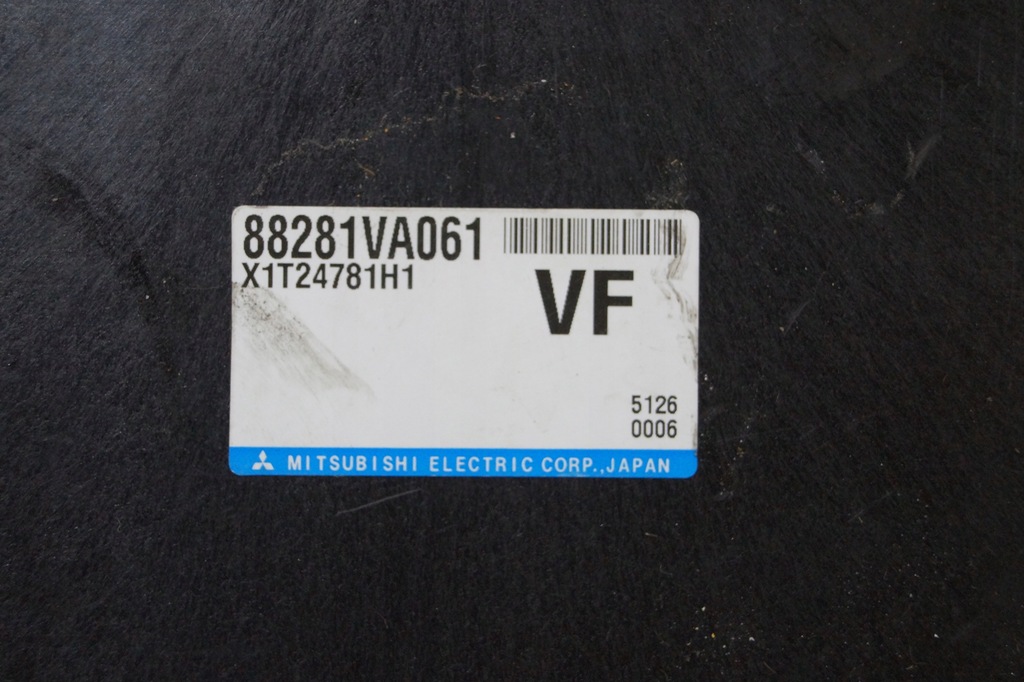 88281VA061
X1T24781H1
VF
5126
0006
MITSUBISHI ELECTRIC CORP.,JAPAN